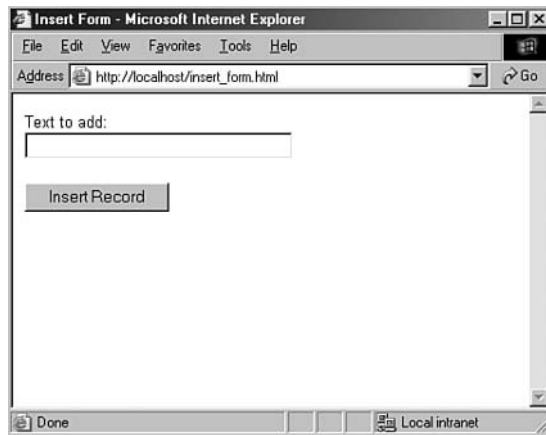 Insert Form - Microsoft Internet Explorer
File Edit View Favorites Tools Help
Address http://localhost/insert_form.html Go
Text to add:
Insert Record
Done Local intranet